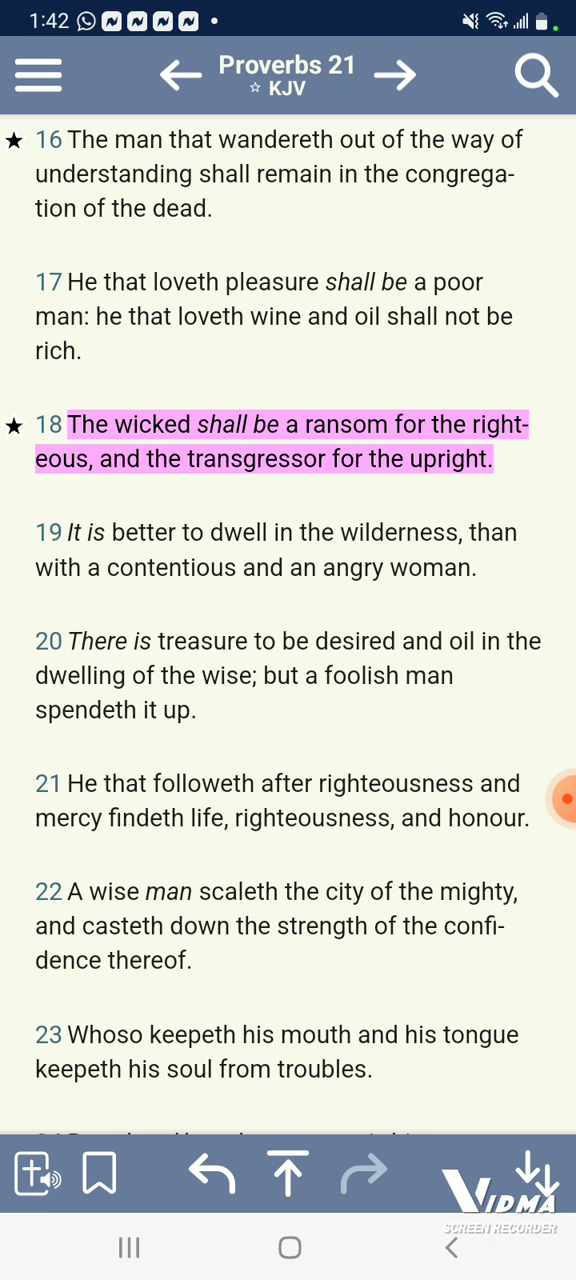 1:42
Proverbs 21
☆ KJV
★ 16 The man that wandereth out of the way of
understanding shall remain in the congrega-
tion of the dead.
17 He that loveth pleasure shall be a poor
man: he that loveth wine and oil shall not be
rich.
★ 18 The wicked shall be a ransom for the right-
eous, and the transgressor for the upright.
19 It is better to dwell in the wilderness, than
with a contentious and an angry woman.
20 There is treasure to be desired and oil in the
dwelling of the wise; but a foolish man
spendeth it up.
21 He that followeth after righteousness and
mercy findeth life, righteousness, and honour.
22 A wise man scaleth the city of the mighty,
and casteth down the strength of the confi-
dence thereof.
23 Whoso keepeth his mouth and his tongue
keepeth his soul from troubles.
VIDMA
SCREEN RECORDER